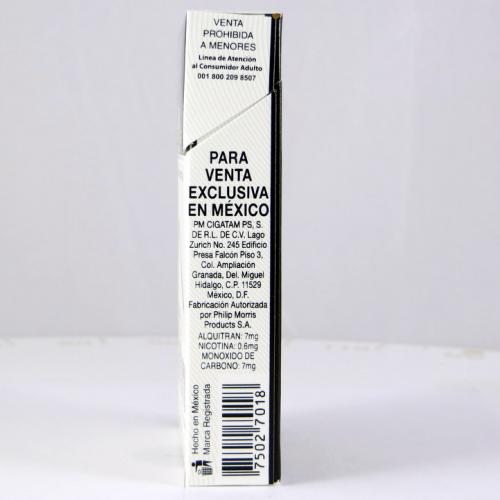 VENTA
PROHIBIDA
A MENORES
Línea de Atención
al Consumidor Adulto
001 800 209 8507
PARA
VENTA
EXCLUSIVA
EN MÉXICO
PM CIGATAM PS, S.
DE R.L. DE C.V. Lago
Zurich No. 245 Edificio
Presa Falcón Piso 3,
Col. Ampliación
Granada, Del. Miguel
Hidalgo, C.P. 11529
México, D.F.
Fabricación Autorizada
por Philip Morris
Products S.A.
ALQUITRAN: 7mg
NICOTINA: 0.6mg
MONOXIDO DE
CARBONO: 7mg
Hecho en México
Marca Registrada
7502 7018